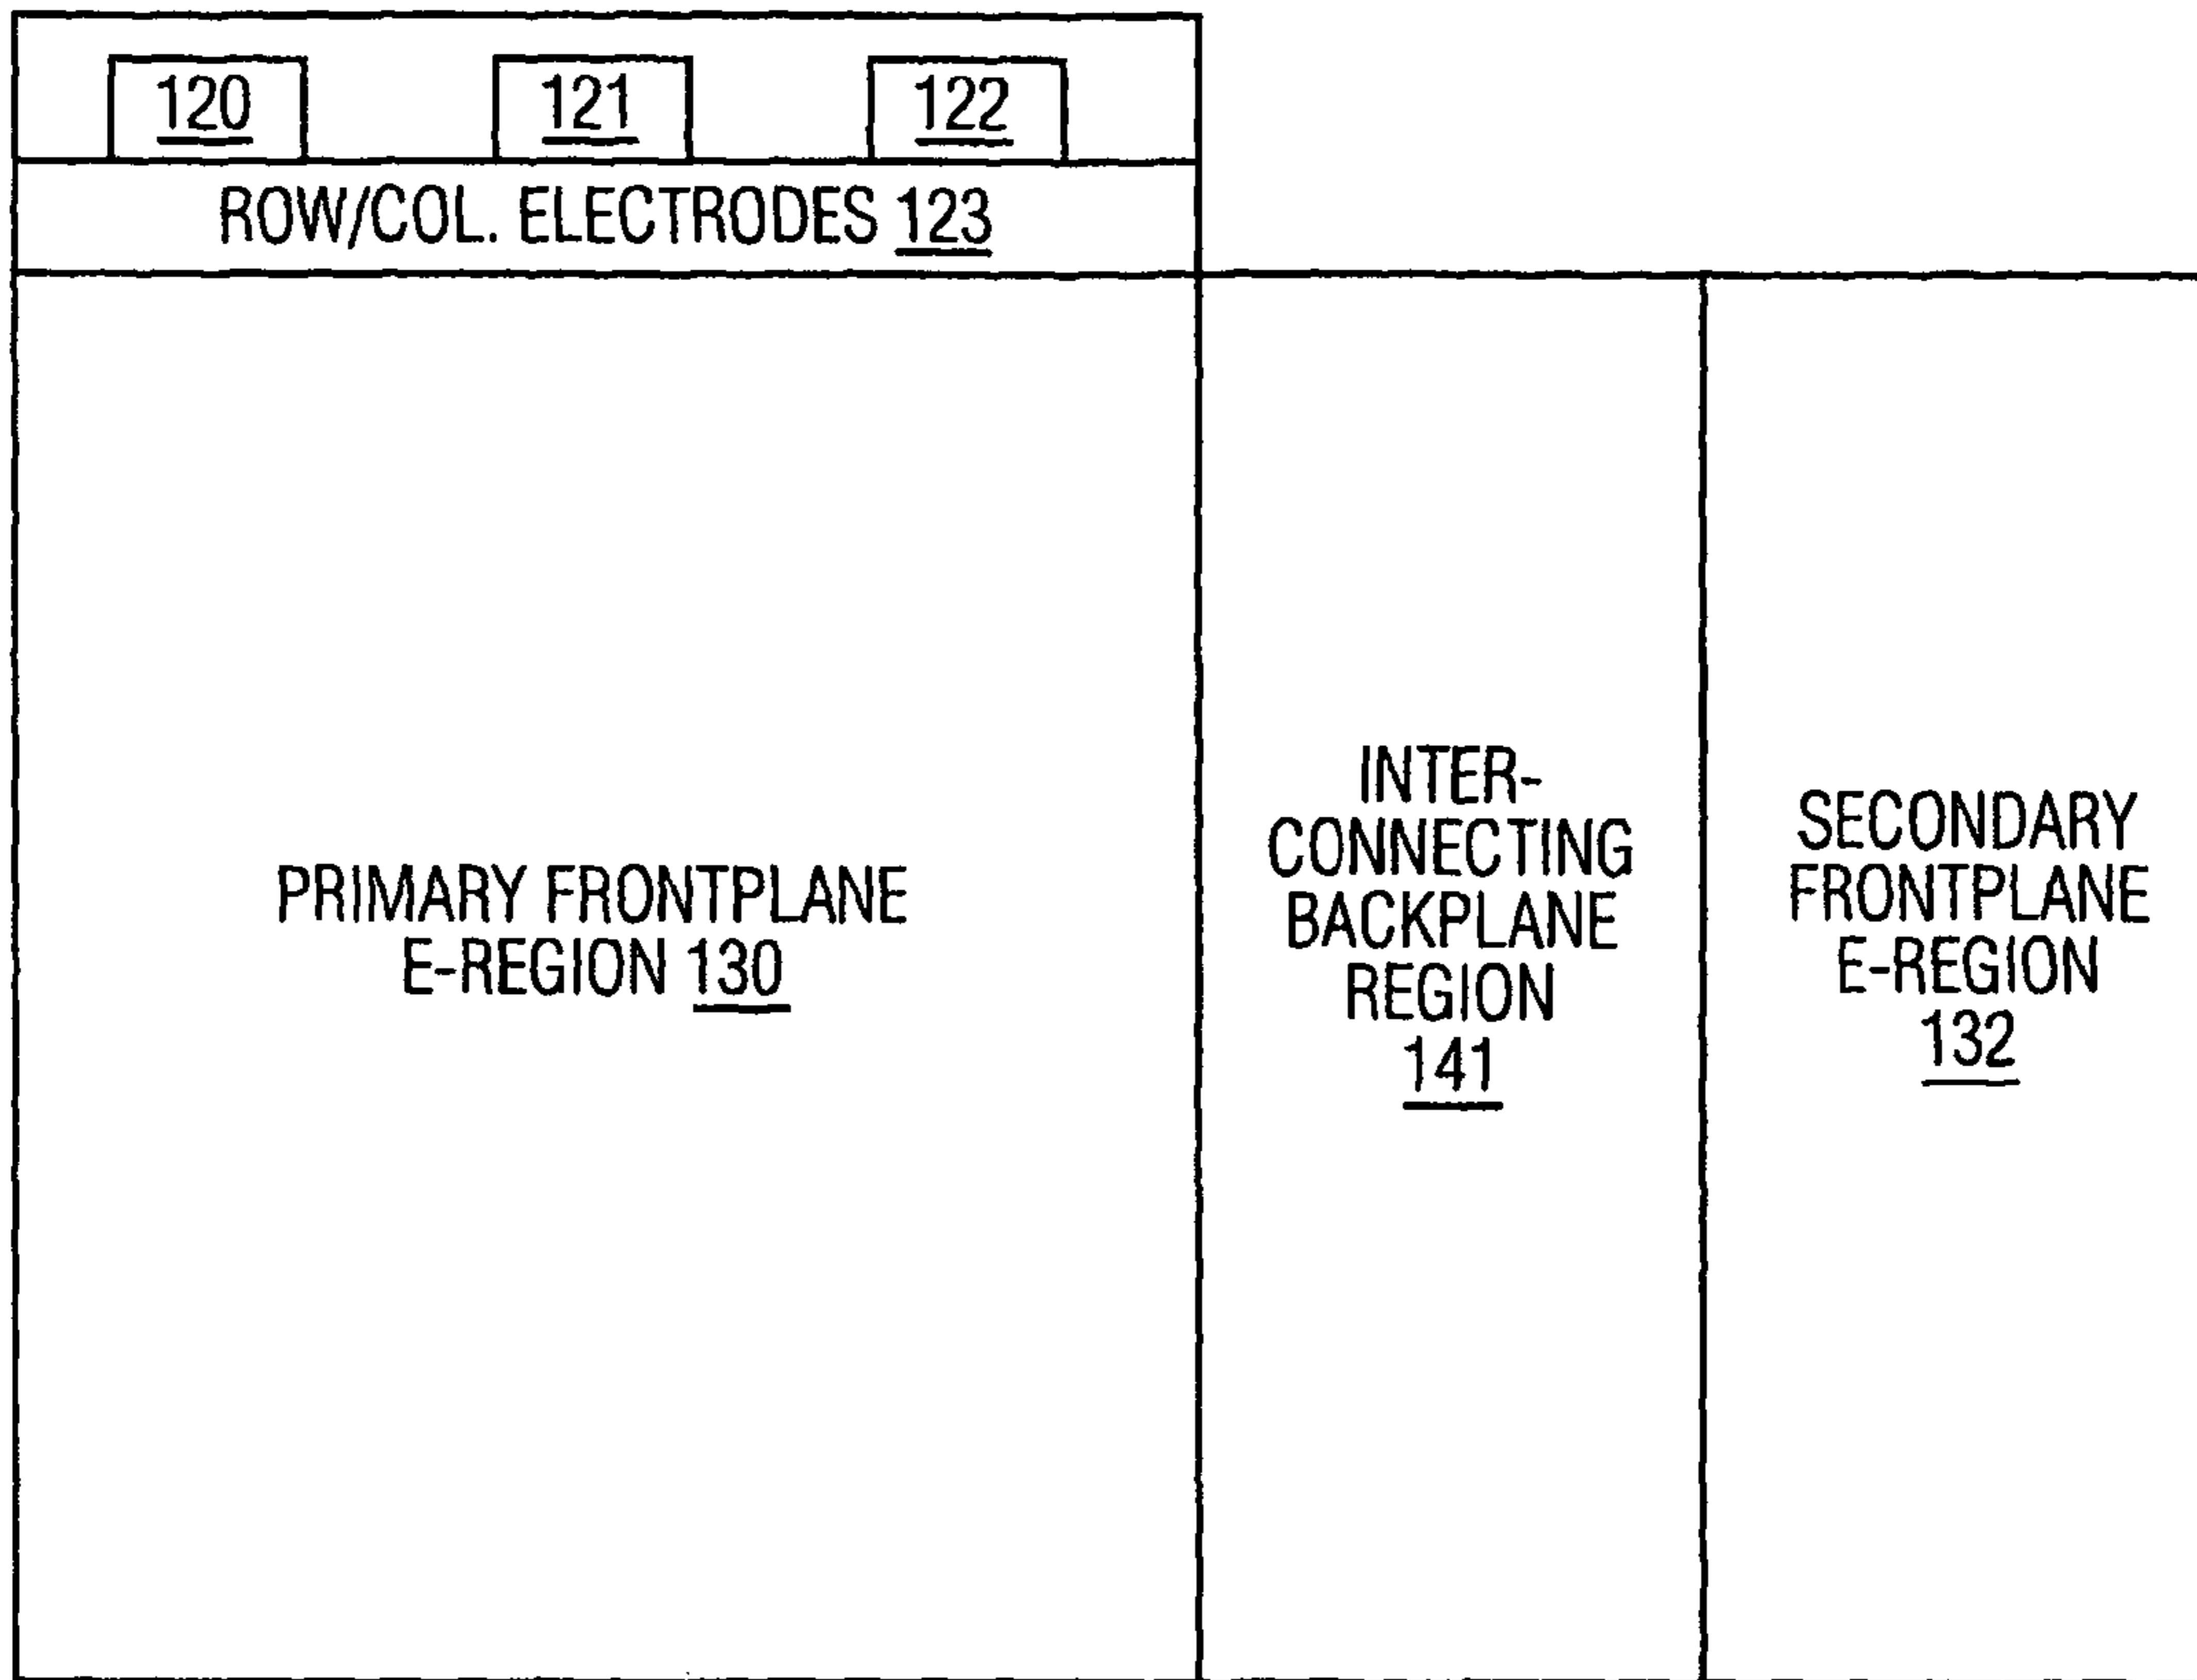 120
121
122
ROW/COL. ELECTRODES 123
PRIMARY FRONTPLANE
E-REGION 130
INTER-
CONNECTING
BACKPLANE
REGION
141
SECONDARY
FRONTPLANE
E-REGION
132